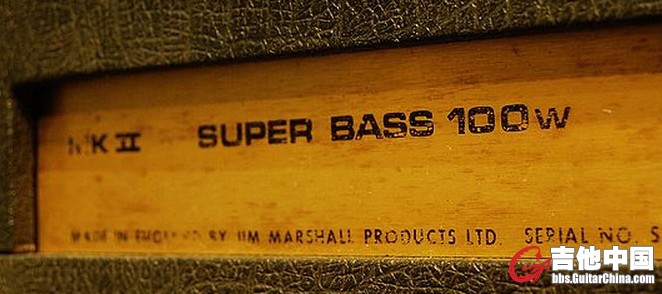 MK II SUPER BASS 100W
MADE IN ENGLAND BY JIM MARSHALL PRODUCTS LTD. SERIAL NO. S
吉他中国
bbs.GuitarChina.com